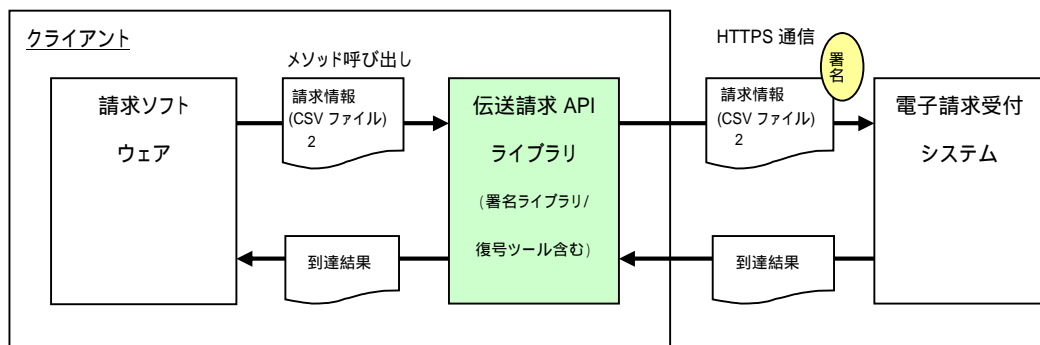 クライアント
メソッド呼び出し
HTTPS 通信
署
名
請求ソフト
ウェア
請求情報
(CSV ファイル)
2
伝送請求 API
ライブラリ
(署名ライブラリ/
復号ツール含む)
請求情報
(CSV ファイル)
2
電子請求受付
システム
到達結果
到達結果